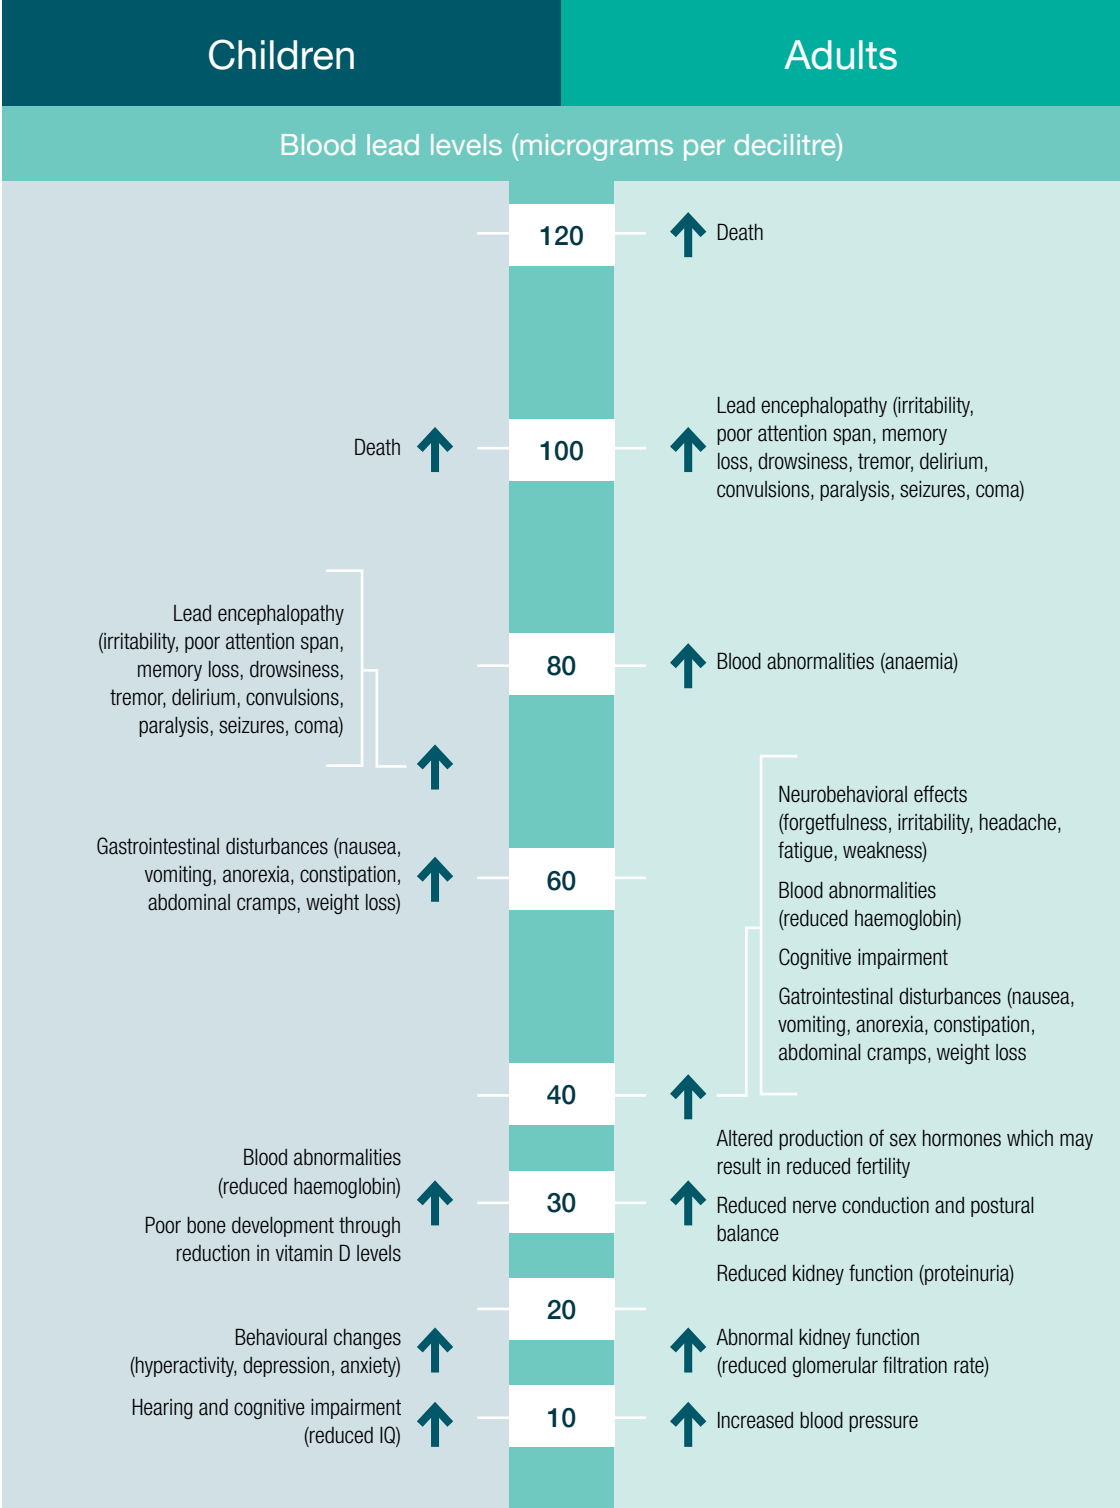 Children
Adults
Blood lead levels (micrograms per decilitre)
120
Death
Death
100
Lead encephalopathy (irritability,
poor attention span, memory
loss, drowsiness, tremor, delirium,
convulsions, paralysis, seizures, coma)
Lead encephalopathy
(irritability, poor attention span,
memory loss, drowsiness,
tremor, delirium, convulsions,
paralysis, seizures, coma)
80
Blood abnormalities (anaemia)
Gastrointestinal disturbances (nausea,
vomiting, anorexia, constipation,
abdominal cramps, weight loss)
60
Neurobehavioral effects
(forgetfulness, irritability, headache,
fatigue, weakness)
Blood abnormalities
(reduced haemoglobin)
Cognitive impairment
Gatrointestinal disturbances (nausea,
vomiting, anorexia, constipation,
abdominal cramps, weight loss
40
Blood abnormalities
(reduced haemoglobin)
Poor bone development through
reduction in vitamin D levels
30
Altered production of sex hormones which may
result in reduced fertility
Reduced nerve conduction and postural
balance
Reduced kidney function (proteinuria)
20
Behavioural changes
(hyperactivity, depression, anxiety)
Abnormal kidney function
(reduced glomerular filtration rate)
Hearing and cognitive impairment
(reduced IQ)
10
Increased blood pressure